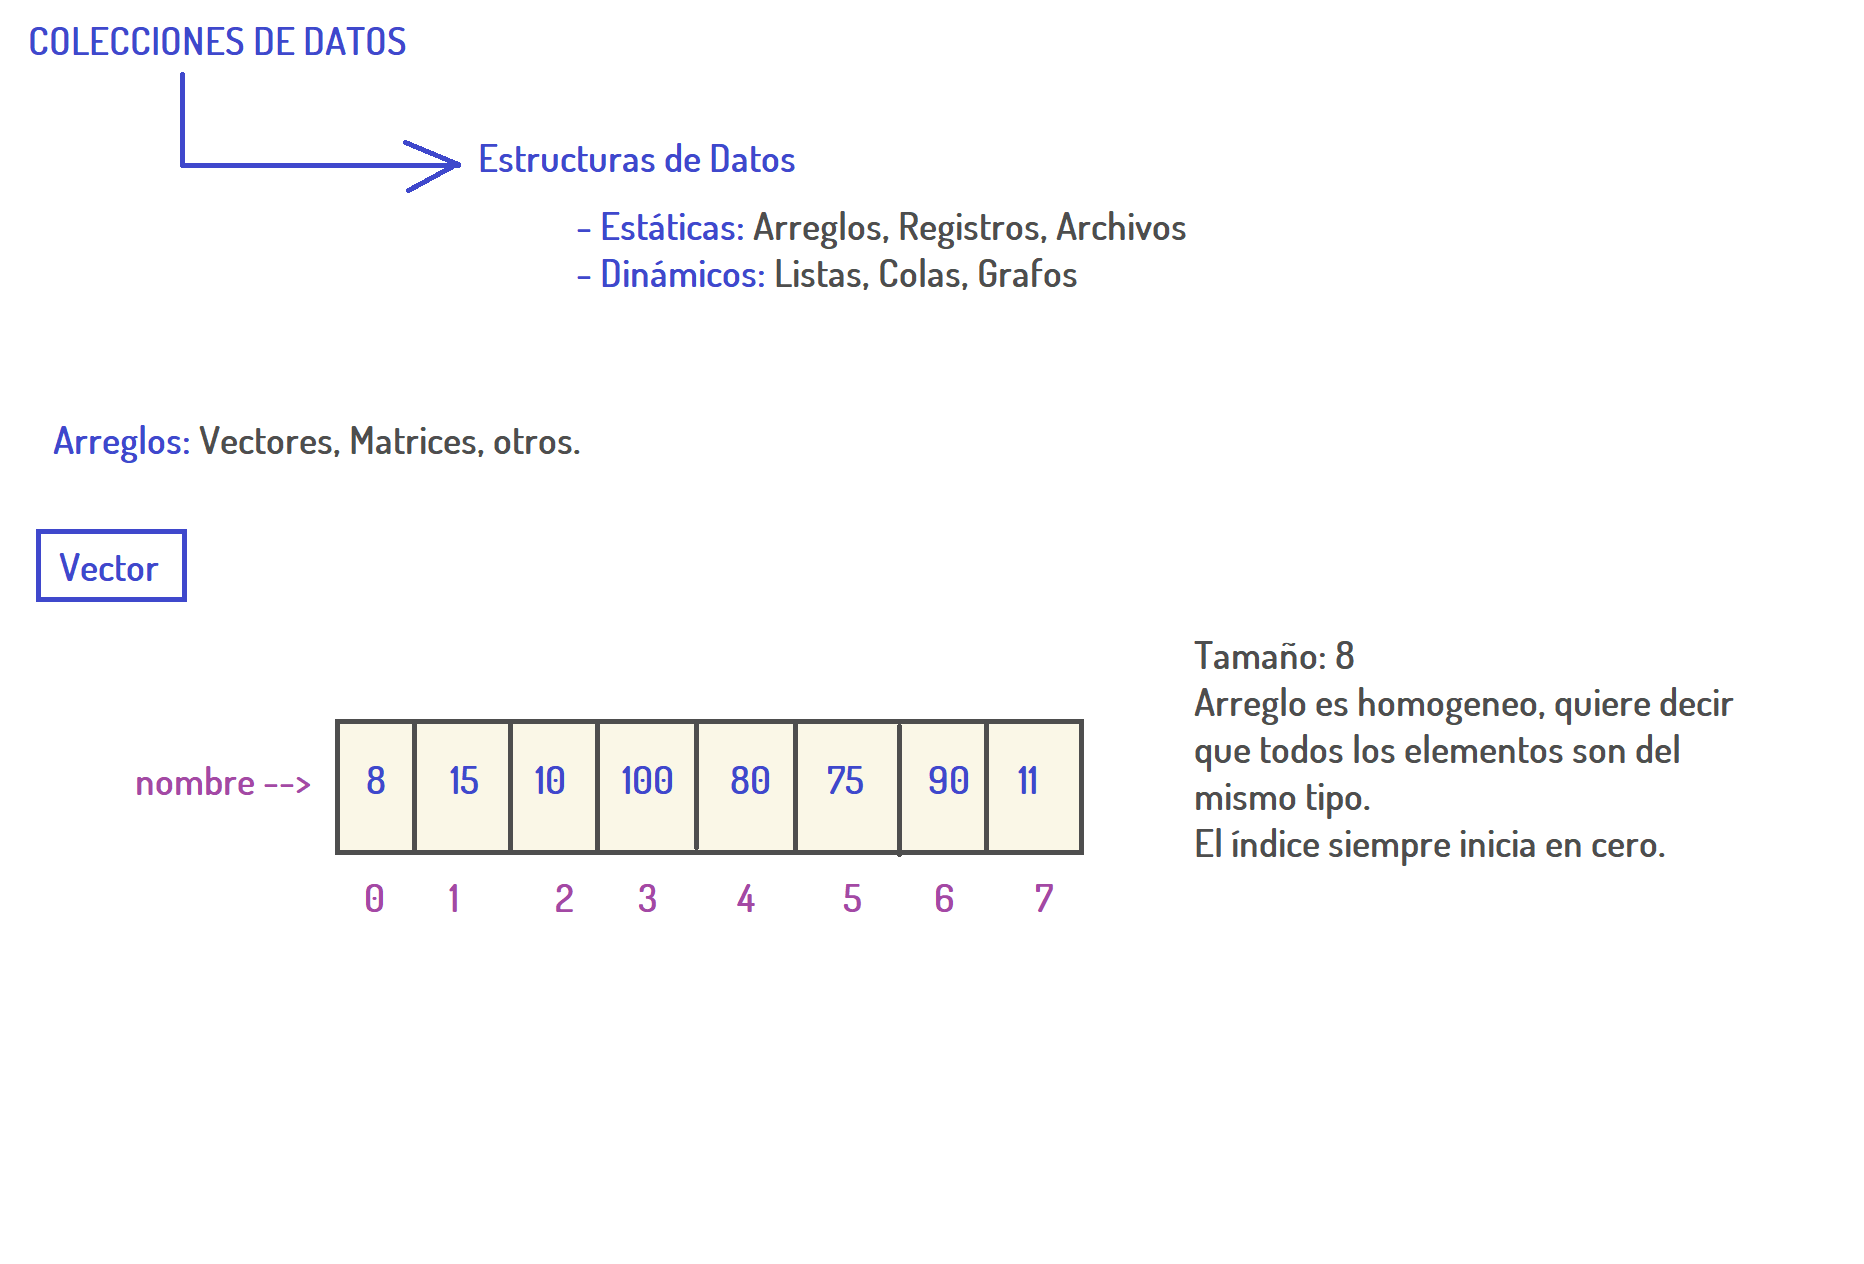 COLECCIONES DE DATOS
Estructuras de Datos
- Estáticas: Arreglos, Registros, Archivos
- Dinámicos: Listas, Colas, Grafos
Arreglos: Vectores, Matrices, otros.
Vector
Tamaño: 8
Arreglo es homogeneo, quiere decir
que todos los elementos son del
mismo tipo.
El índice siempre inicia en cero.
nombre --> 8 15 10 100 80 75 90 11
0 1 2 3 4 5 6 7